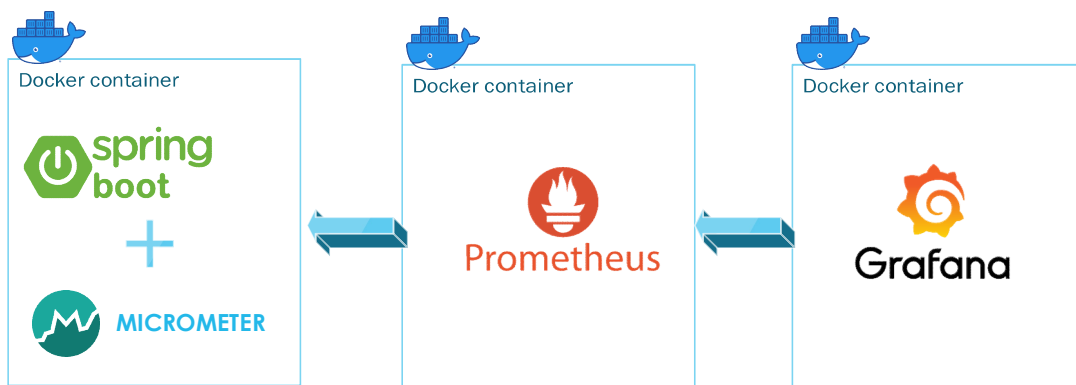 Docker container
spring
boot
MICROMETER
Docker container
Prometheus
Docker container
Grafana